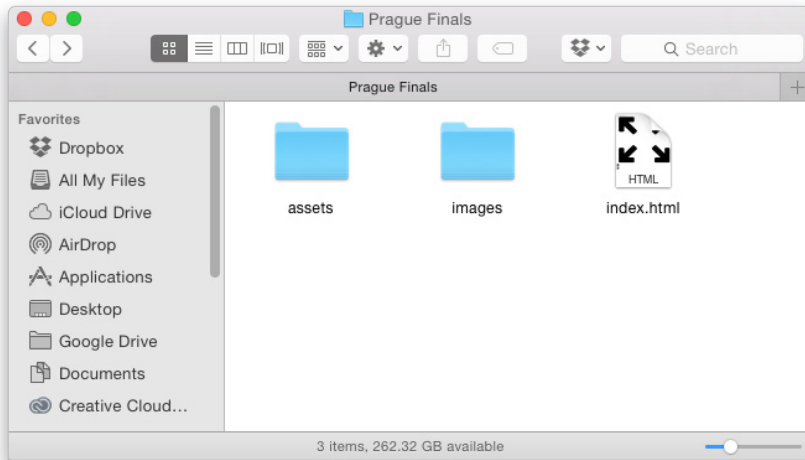 Prague Finals
Search
Prague Finals
Favorites
Dropbox
All My Files
iCloud Drive
AirDrop
Applications
Desktop
Google Drive
Documents
Creative Cloud...
assets
images
HTML
index.html
3 items, 262.32 GB available